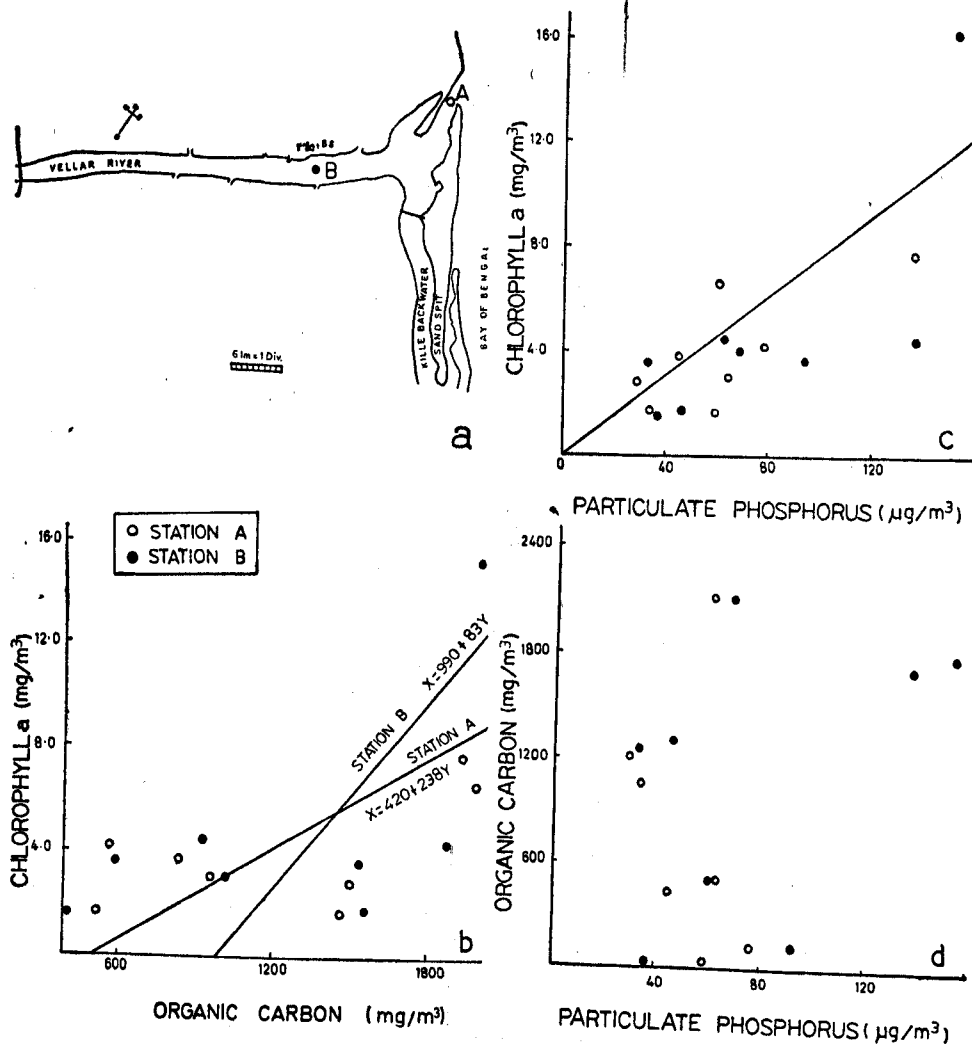 A
VELLAR RIVER
B
KILLE BACKWATER
SAND SPIT
BAY OF BENGAL
a
16·0
12·0
8·0
4·0
0
40
80
120
CHLOROPHYLL a (mg/m³)
c
PARTICULATE PHOSPHORUS (µg/m³)
STATION A
STATION B
16·0
12·0
8·0
4·0
600
1200
1800
CHLOROPHYLL a (mg/m³)
STATION B
X=990+83Y
STATION A
X=420+238Y
b
ORGANIC CARBON (mg/m³)
2400
1800
1200
600
40
80
120
ORGANIC CARBON (mg/m³)
d
PARTICULATE PHOSPHORUS (µg/m³)